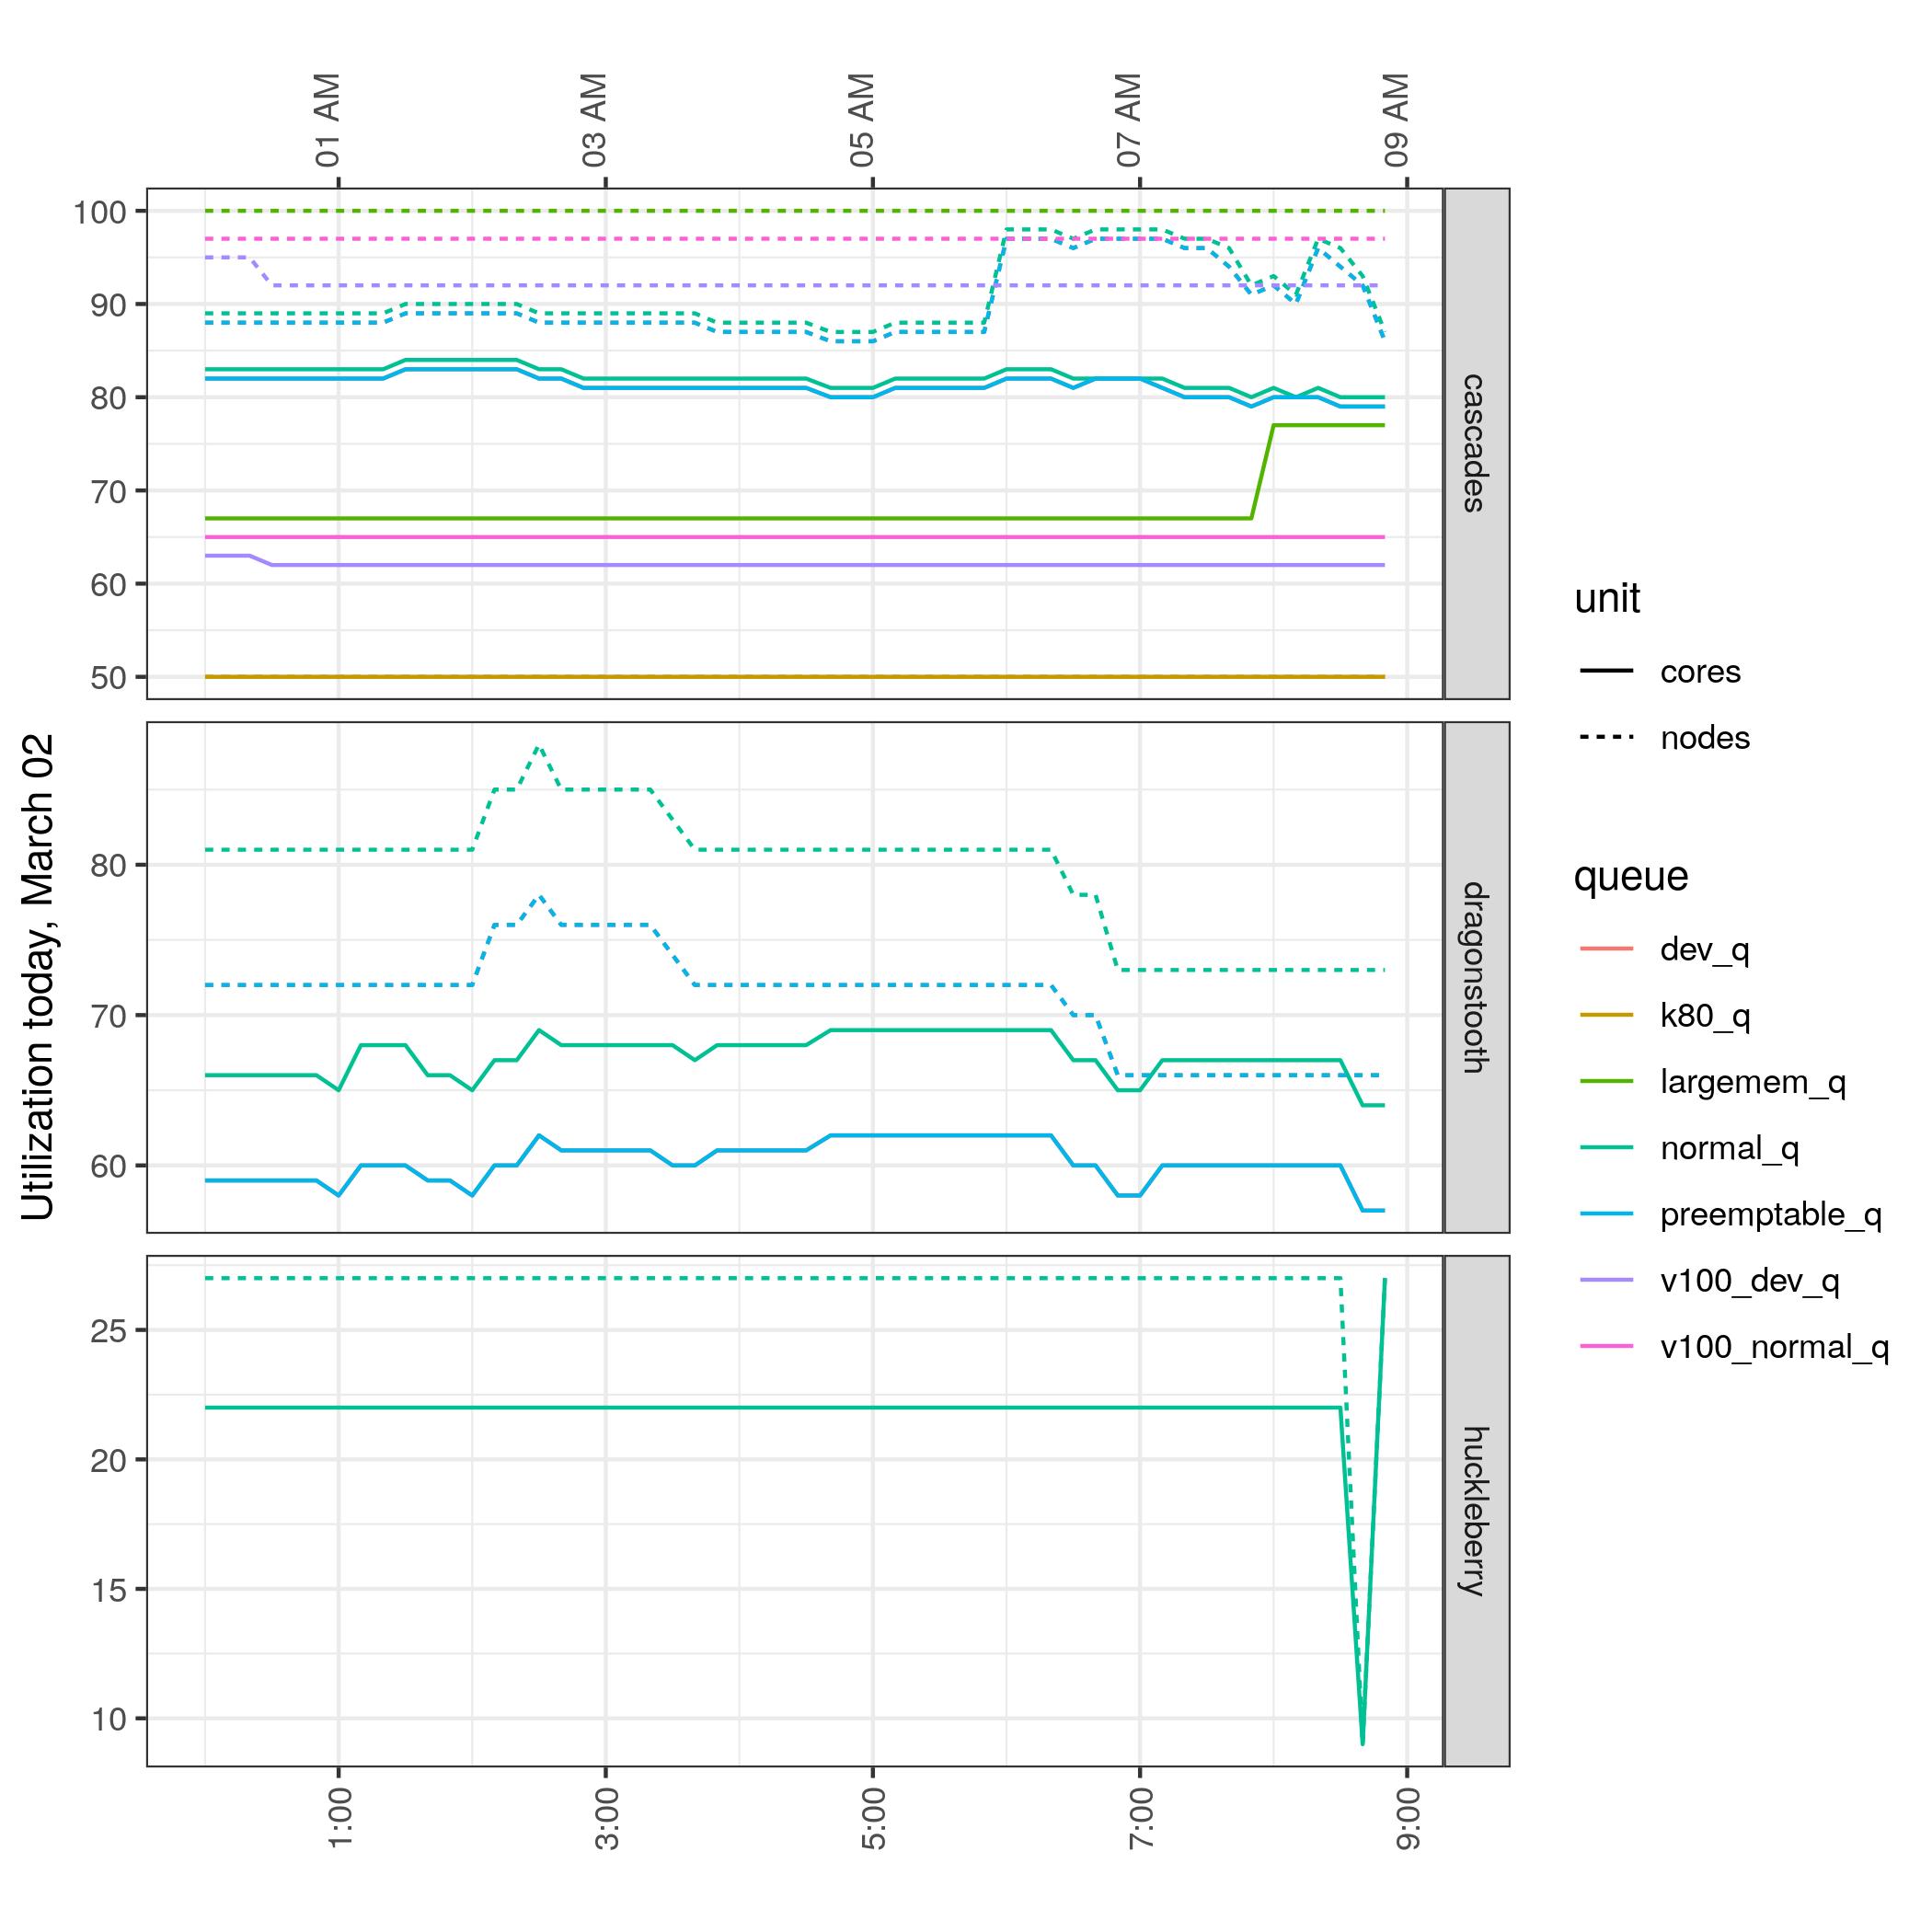 01 AM
03 AM
05 AM
07 AM
09 AM
Utilization today, March 02
100
90
80
70
60
50
cascades
80
70
60
dragonstooth
25
20
15
10
huckleberry
1:00
3:00
5:00
7:00
9:00
unit
cores
nodes
queue
dev_q
k80_q
largemem_q
normal_q
preemptable_q
v100_dev_q
v100_normal_q